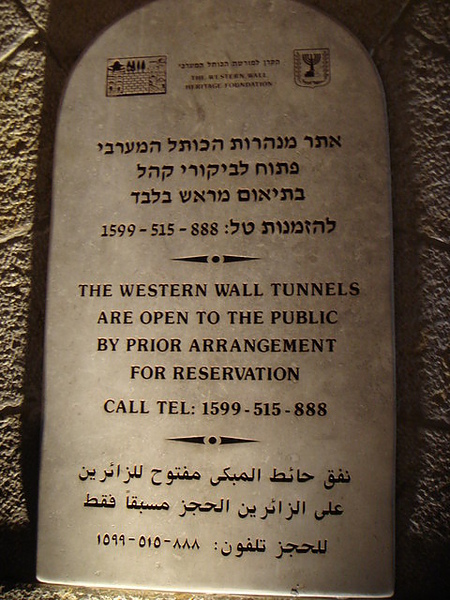 הקרן למורשת הכותל המערבי
THE WESTERN WALL
HERITAGE FOUNDATION
אתר מנהרות הכותל המערבי
פתוח לביקורי קהל
בתיאום מראש בלבד
להזמנות טל: 1599-515-888
THE WESTERN WALL TUNNELS
ARE OPEN TO THE PUBLIC
BY PRIOR ARRANGEMENT
FOR RESERVATION
CALL TEL: 1599-515-888
نفق حائط المبكى مفتوح للزائرين
على الزائرين الحجز مسبقاً فقط
للحجز تلفون: ٨٨٨-٥١٥-١٥٩٩